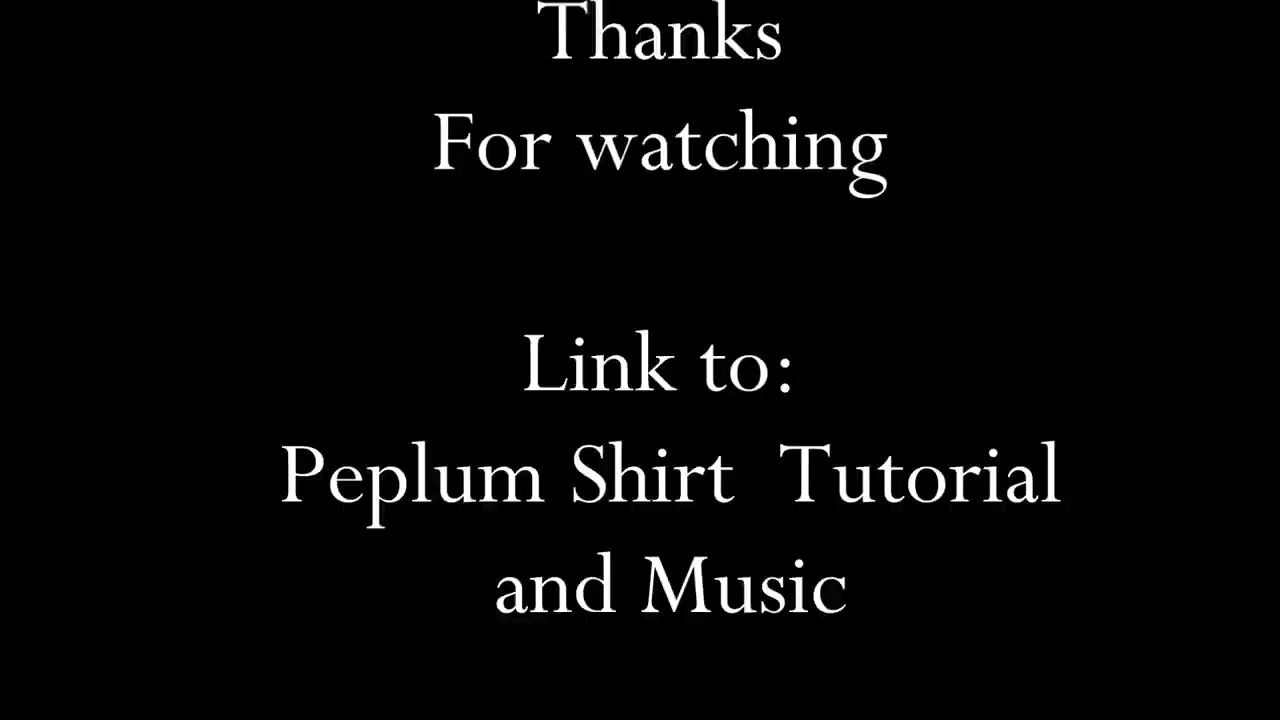 Thanks
For watching
Link to:
Peplum Shirt  Tutorial
and Music